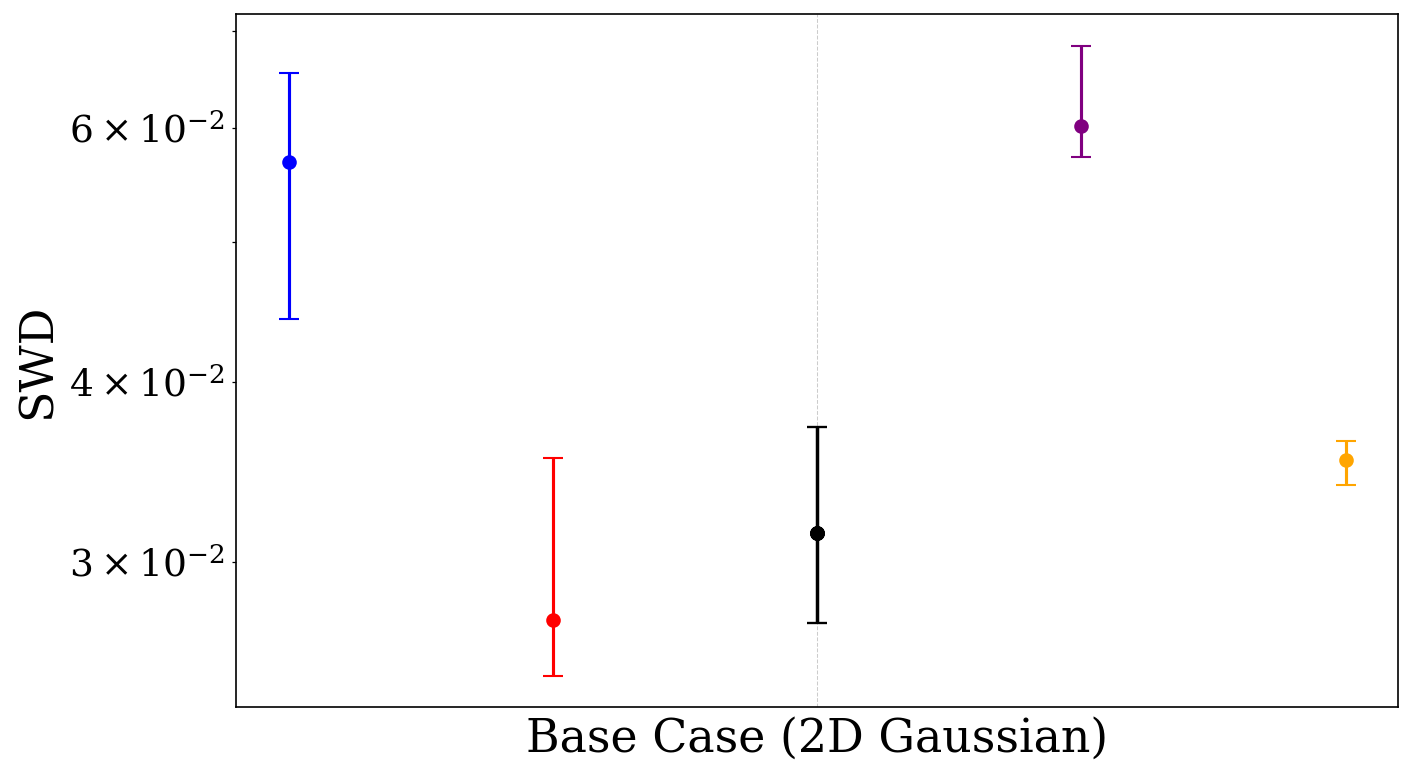 6 × 10⁻²
SWD
4 × 10⁻²
3 × 10⁻²
Base Case (2D Gaussian)